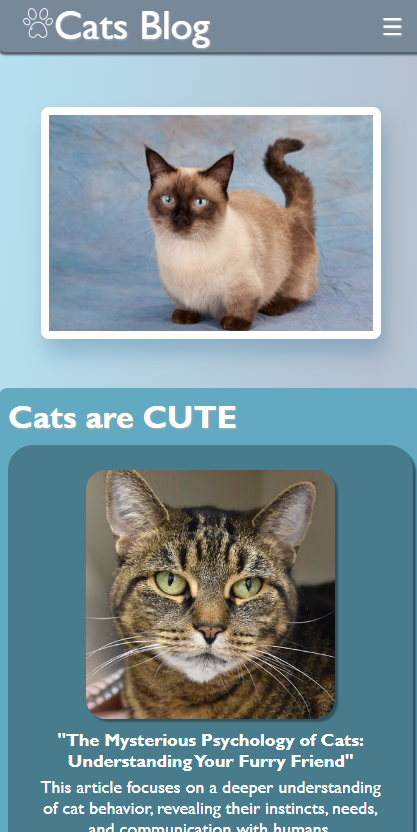 Cats Blog
Cats are CUTE
"The Mysterious Psychology of Cats:
Understanding Your Furry Friend"
This article focuses on a deeper understanding
of cat behavior, revealing their instincts, needs,
and communication with humans.